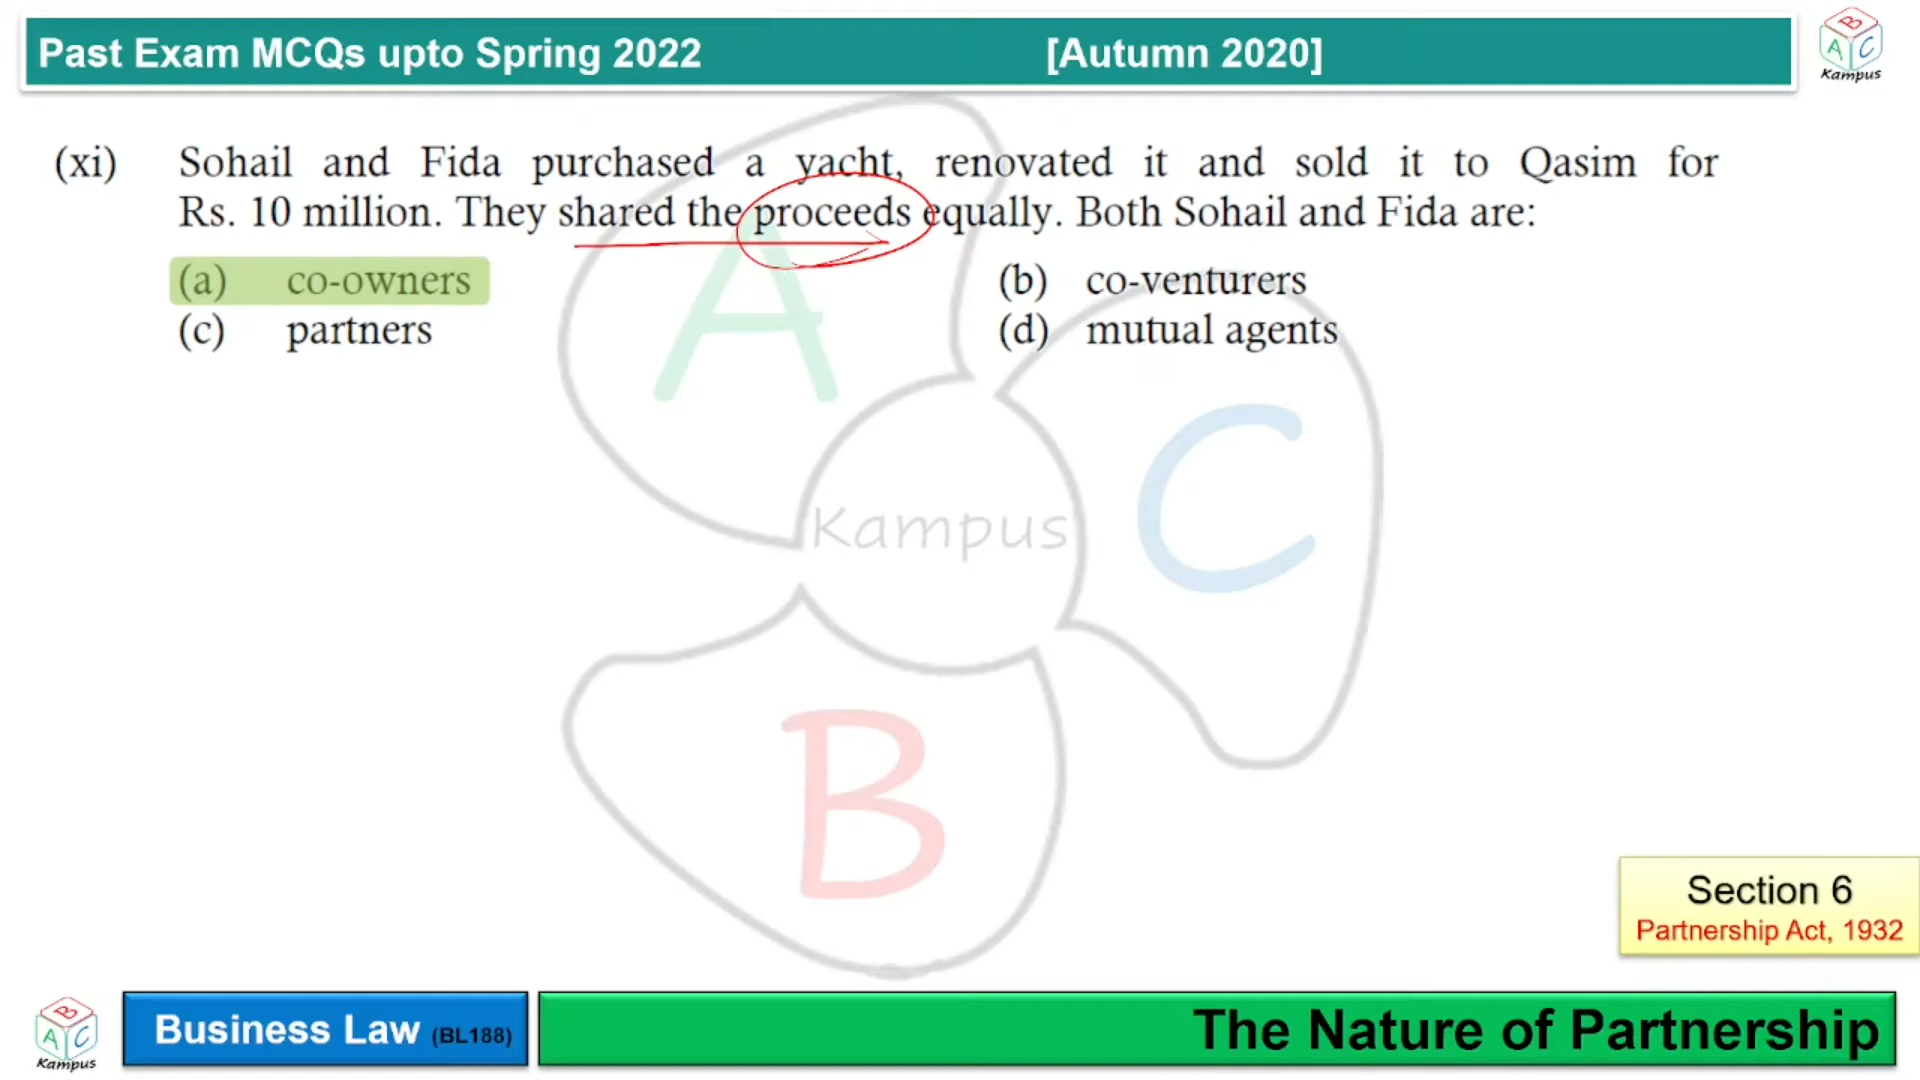 Past Exam MCQs upto Spring 2022 [Autumn 2020]
B A C
Kampus
(xi) Sohail and Fida purchased a yacht, renovated it and sold it to Qasim for
Rs. 10 million. They shared the proceeds equally. Both Sohail and Fida are:
(a) co-owners (b) co-venturers
(c) partners (d) mutual agents
A
C
Kampus
B
Section 6
Partnership Act, 1932
B A C
Kampus
Business Law (BL188)
The Nature of Partnership